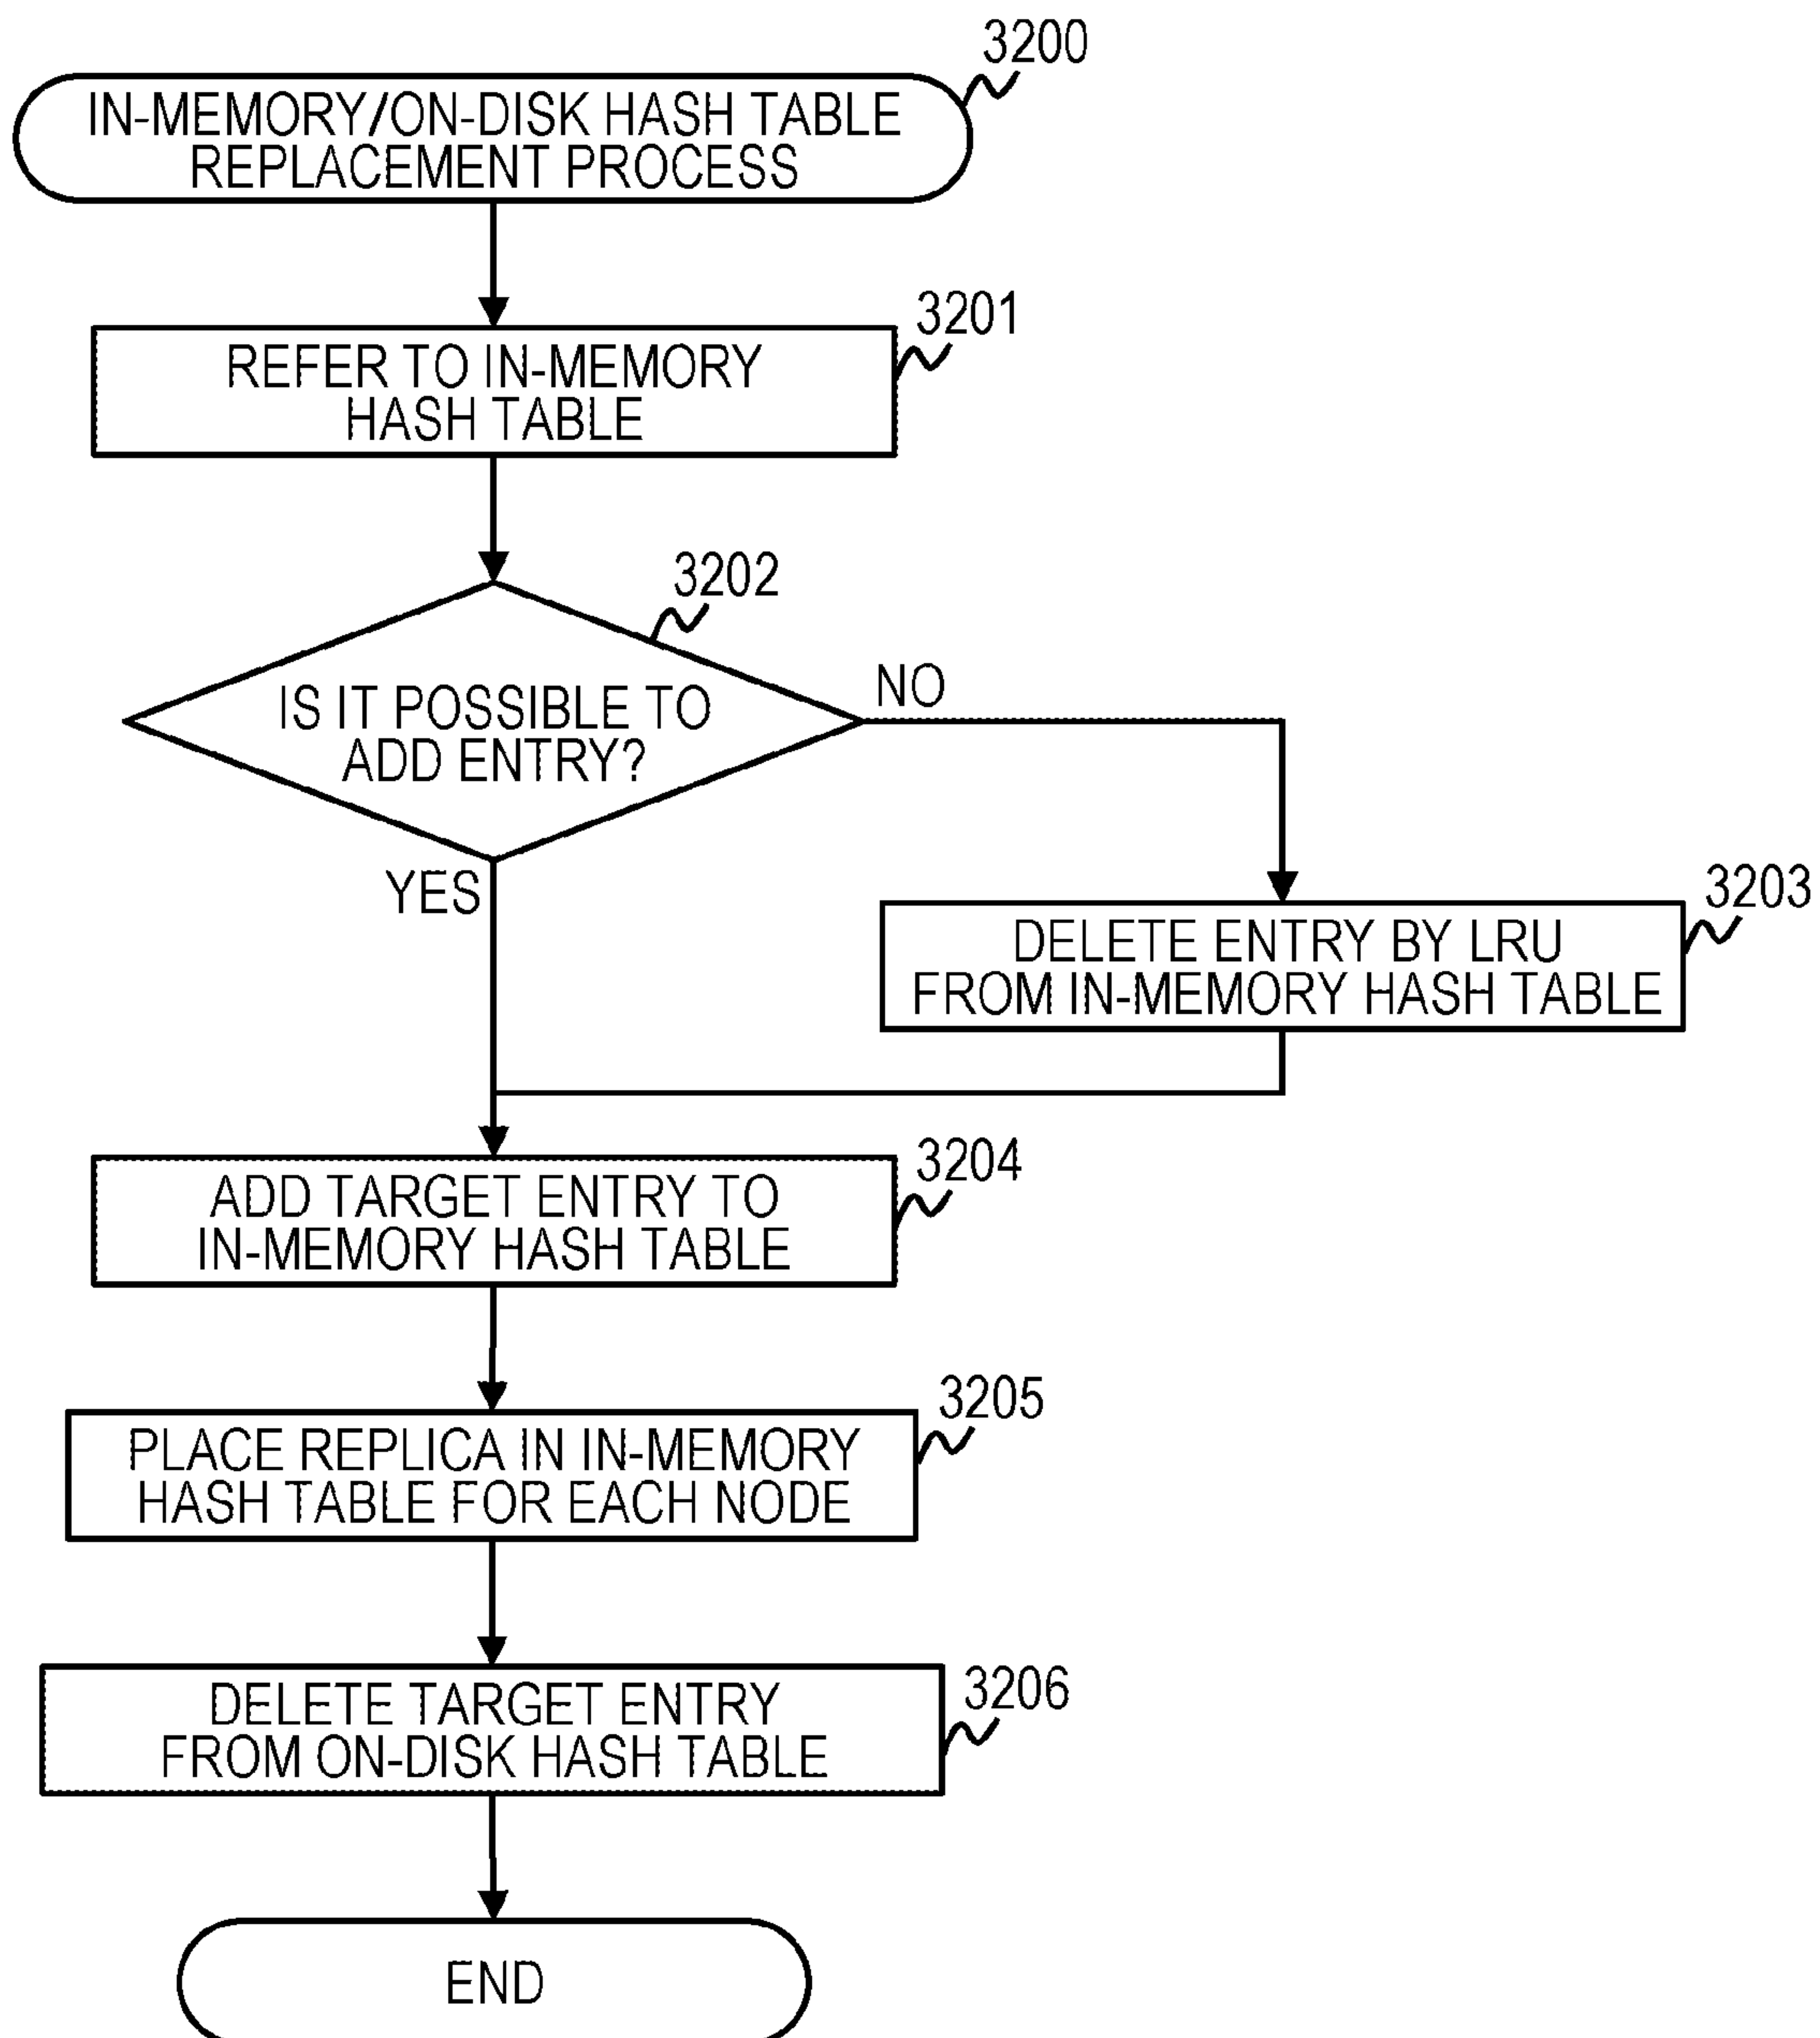 3200
IN-MEMORY/ON-DISK HASH TABLE
REPLACEMENT PROCESS
3201
REFER TO IN-MEMORY
HASH TABLE
3202
IS IT POSSIBLE TO
ADD ENTRY?
NO
YES
3203
DELETE ENTRY BY LRU
FROM IN-MEMORY HASH TABLE
3204
ADD TARGET ENTRY TO
IN-MEMORY HASH TABLE
3205
PLACE REPLICA IN IN-MEMORY
HASH TABLE FOR EACH NODE
3206
DELETE TARGET ENTRY
FROM ON-DISK HASH TABLE
END